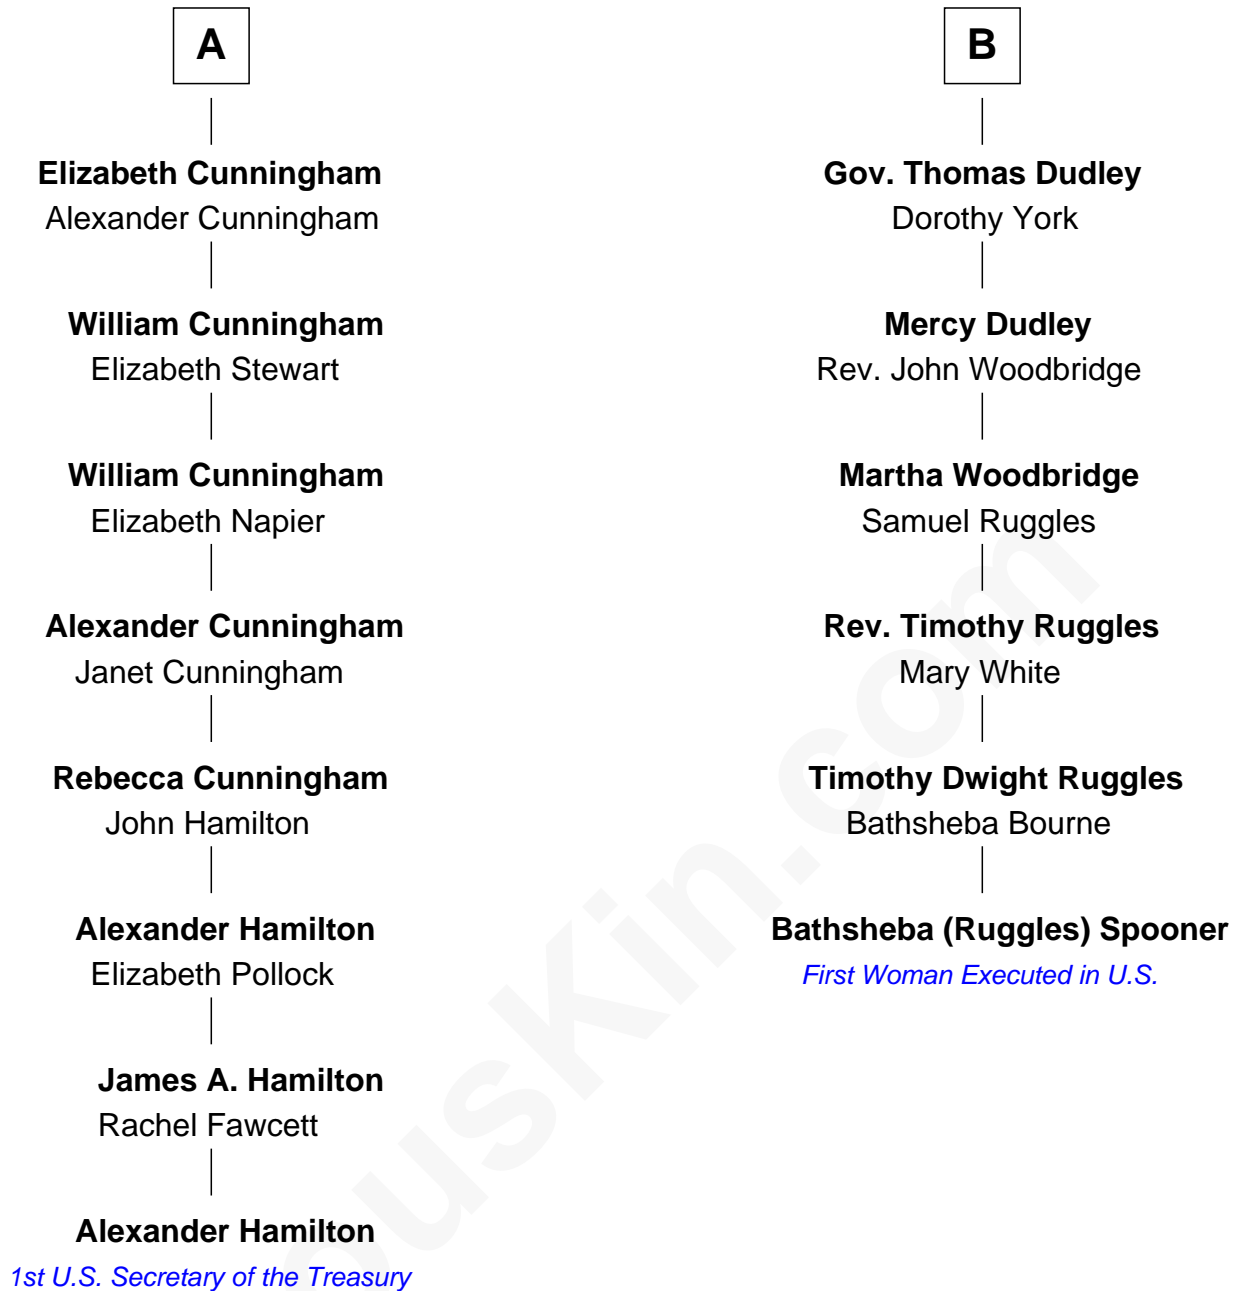 A
Elizabeth Cunningham
Alexander Cunningham
William Cunningham
Elizabeth Stewart
William Cunningham
Elizabeth Napier
Alexander Cunningham
Janet Cunningham
Rebecca Cunningham
John Hamilton
Alexander Hamilton
Elizabeth Pollock
James A. Hamilton
Rachel Fawcett
Alexander Hamilton
1st U.S. Secretary of the Treasury
B
Gov. Thomas Dudley
Dorothy York
Mercy Dudley
Rev. John Woodbridge
Martha Woodbridge
Samuel Ruggles
Rev. Timothy Ruggles
Mary White
Timothy Dwight Ruggles
Bathsheba Bourne
Bathsheba (Ruggles) Spooner
First Woman Executed in U.S.
ousKin.com